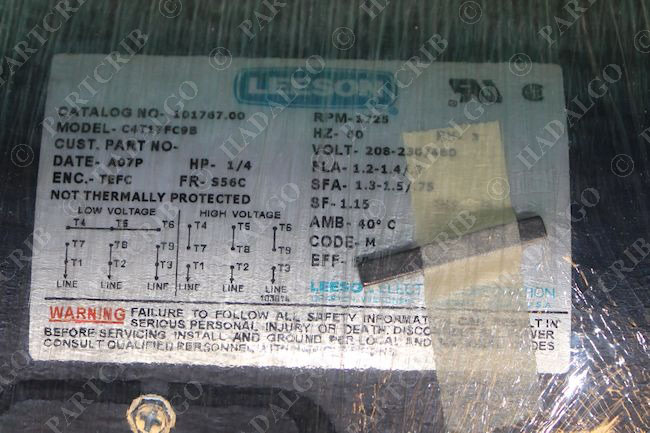 LEESON
CATALOG NO- 101767.00
MODEL- C4T17FC9B
CUST. PART NO-
DATE- A07P HP- 1/4
ENC.- TEFC FR- S56C
NOT THERMALLY PROTECTED
RPM- 1725
HZ- 60
VOLT- 208-230/460
FLA- 1.2-1.4/.7
SFA- 1.3-1.5/.75
SF- 1.15
AMB- 40° C
CODE- M
EFF-
LOW VOLTAGE HIGH VOLTAGE
T4 T5 T6 T4 T5 T6
T7 T8 T9 T7 T8 T9
T1 T2 T3 T1 T2 T3
LINE LINE LINE LINE LINE LINE
LEESON
U.S.A.
WARNING FAILURE TO FOLLOW ALL SAFETY
SERIOUS PERSONAL INJURY OR DEATH.
BEFORE SERVICING. INSTALL AND GROUND PER LOCAL AND
CONSULT QUALIFIED PERSONNEL
PARTCRIB
HADALGO